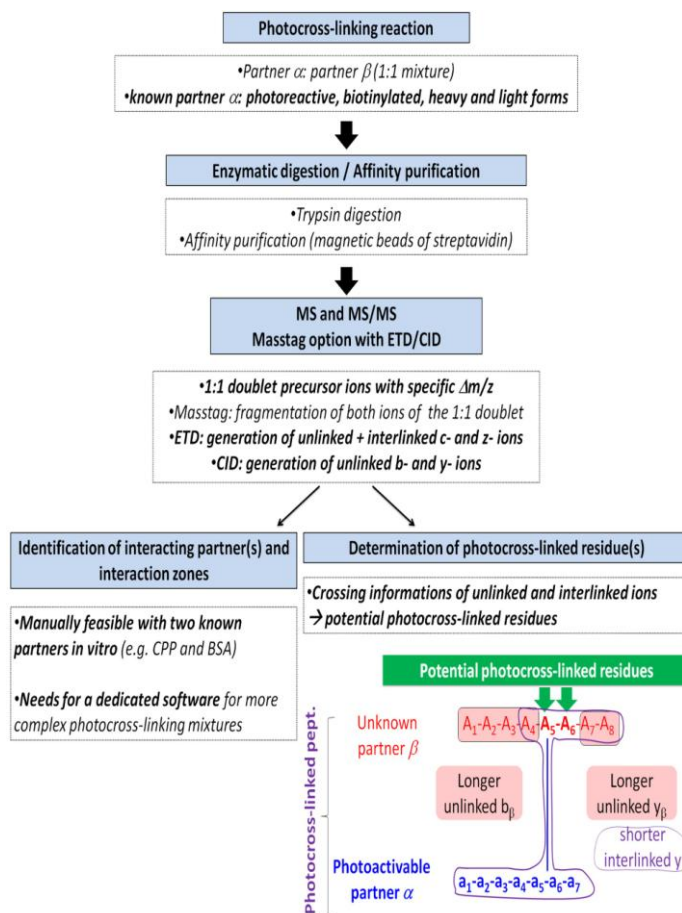 Photocross-linking reaction
•Partner α: partner β (1:1 mixture)
•known partner α: photoreactive, biotinylated, heavy and light forms
Enzymatic digestion / Affinity purification
•Trypsin digestion
•Affinity purification (magnetic beads of streptavidin)
MS and MS/MS
Masstag option with ETD/CID
•1:1 doublet precursor ions with specific Δm/z
•Masstag: fragmentation of both ions of the 1:1 doublet
•ETD: generation of unlinked + interlinked c- and z- ions
•CID: generation of unlinked b- and y- ions
Identification of interacting partner(s) and
interaction zones
•Manually feasible with two known
partners in vitro (e.g. CPP and BSA)
•Needs for a dedicated software for more
complex photocross-linking mixtures
Determination of photocross-linked residue(s)
•Crossing informations of unlinked and interlinked ions
→ potential photocross-linked residues
Potential photocross-linked residues
Photocross-linked pept.
Unknown
partner β
A₁-A₂-A₃-A₄-A₅-A₆-A₇-A₈
Longer
unlinked bᵦ
Longer
unlinked yᵦ
shorter
interlinked y
Photoactivable
partner α
a₁-a₂-a₃-a₄-a₅-a₆-a₇